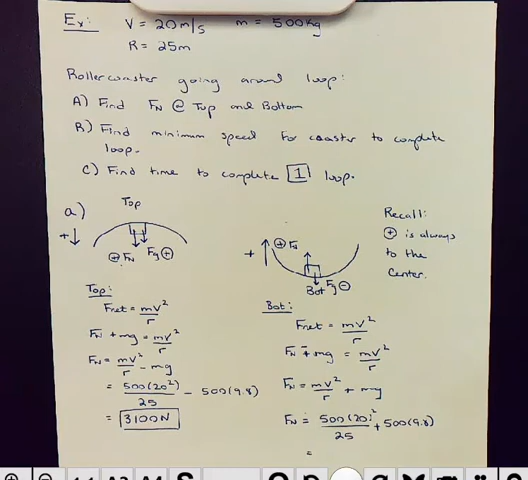 Ex: V = 20m/s m = 500kg
R = 25m
Rollercoaster going around loop:
A) Find FN @ Top and Bottom
B) Find minimum speed for coaster to complete
loop.
C) Find time to complete 1 loop.
a) Top
+↓
⊕FN Fg⊕
Top:
Fnet = mv²/r
FN + mg = mv²/r
FN = mv²/r - mg
= 500(20²)/25 - 500(9.8)
= 3100N
+↑ ⊕FN
Bot Fg⊖
Bot:
Fnet = mv²/r
FN - mg = mv²/r
FN = mv²/r + mg
FN = 500(20)²/25 + 500(9.8)
=
Recall:
⊕ is always
to the
center.